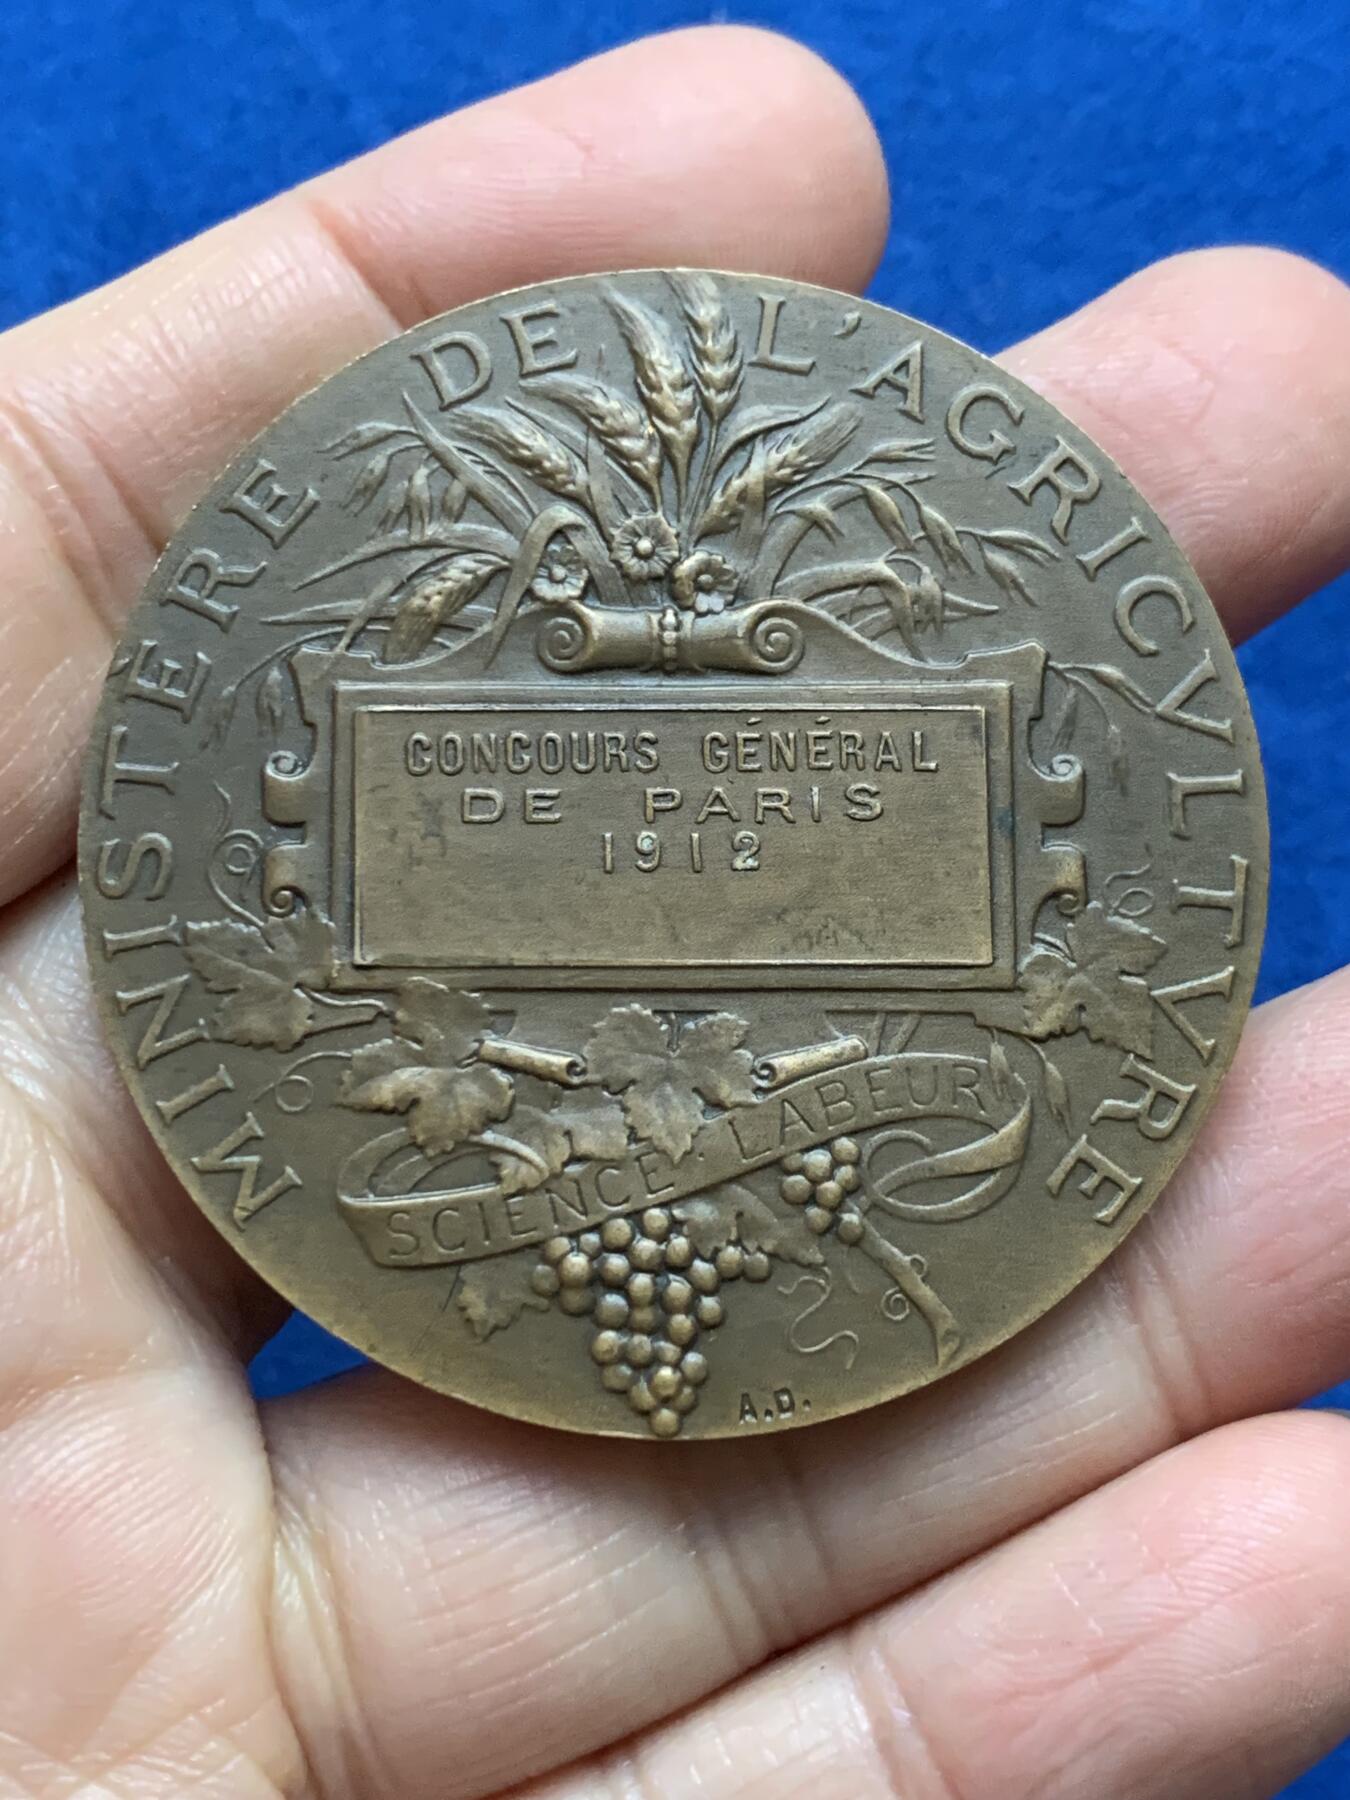 MINISTÈRE DE L'AGRICVLTVRE
CONCOURS GÉNÉRAL
DE PARIS
1912
SCIENCE · LABEUR
A.D.